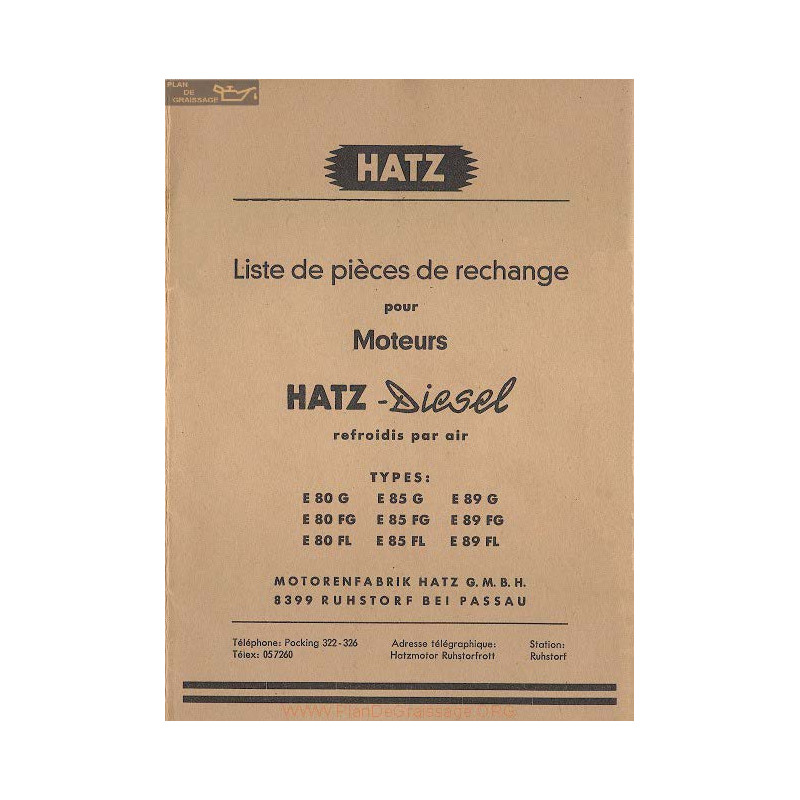 PLAN
DE
GRAISSAGE
HATZ
Liste de pièces de rechange
pour
Moteurs
HATZ - Diesel
refroidis par air
TYPES:
E 80 G E 85 G E 89 G
E 80 FG E 85 FG E 89 FG
E 80 FL E 85 FL E 89 FL
MOTORENFABRIK HATZ G.M.B.H.
8399 RUHSTORF BEI PASSAU
Téléphone: Pocking 322-326 Adresse télégraphique: Station:
Télex: 057260 Hatzmotor Ruhstorfrott Ruhstorf
WWW.PlanDeGraissage.ORG